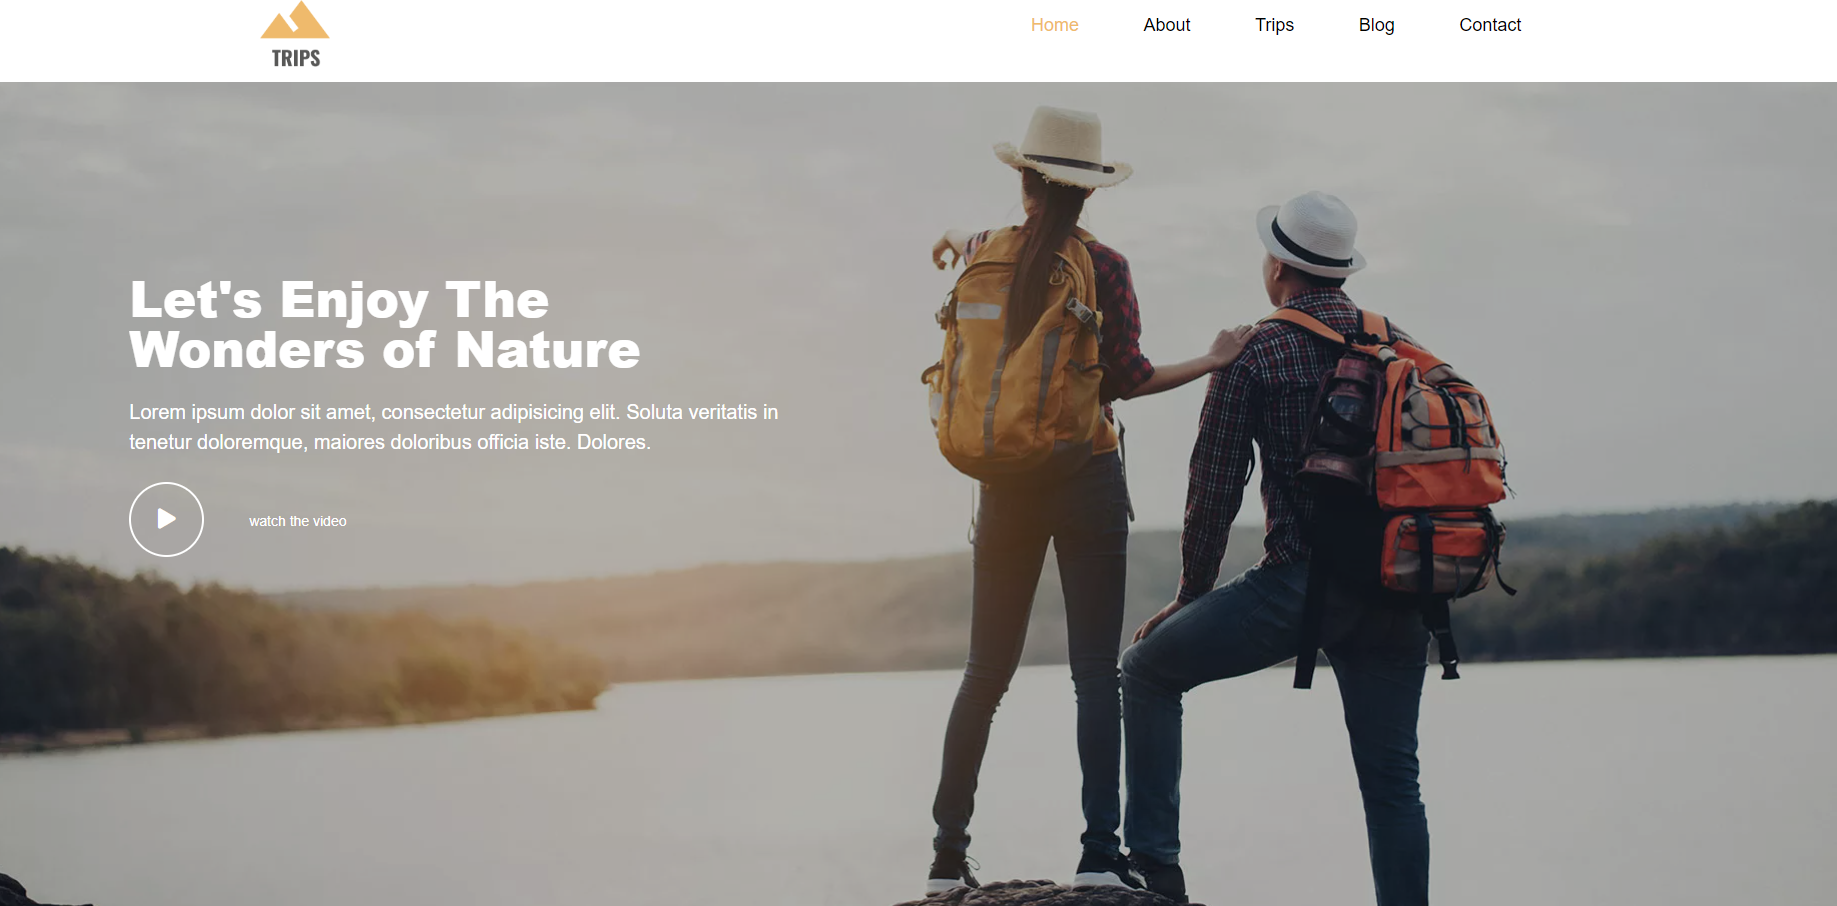 TRIPS
Home
About
Trips
Blog
Contact
Let's Enjoy The
Wonders of Nature
Lorem ipsum dolor sit amet, consectetur adipisicing elit. Soluta veritatis in
tenetur doloremque, maiores doloribus officia iste. Dolores.
watch the video